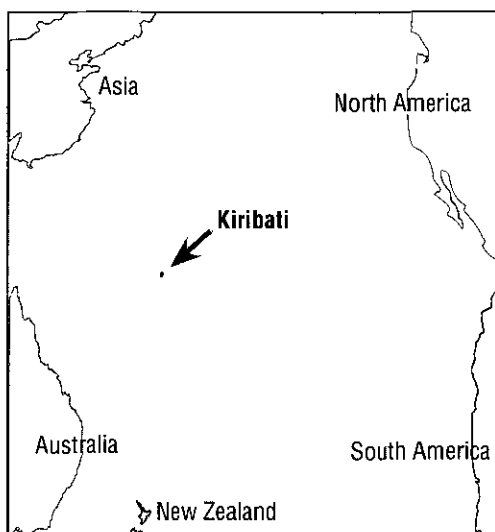 Asia
North America
Kiribati
Australia
South America
New Zealand